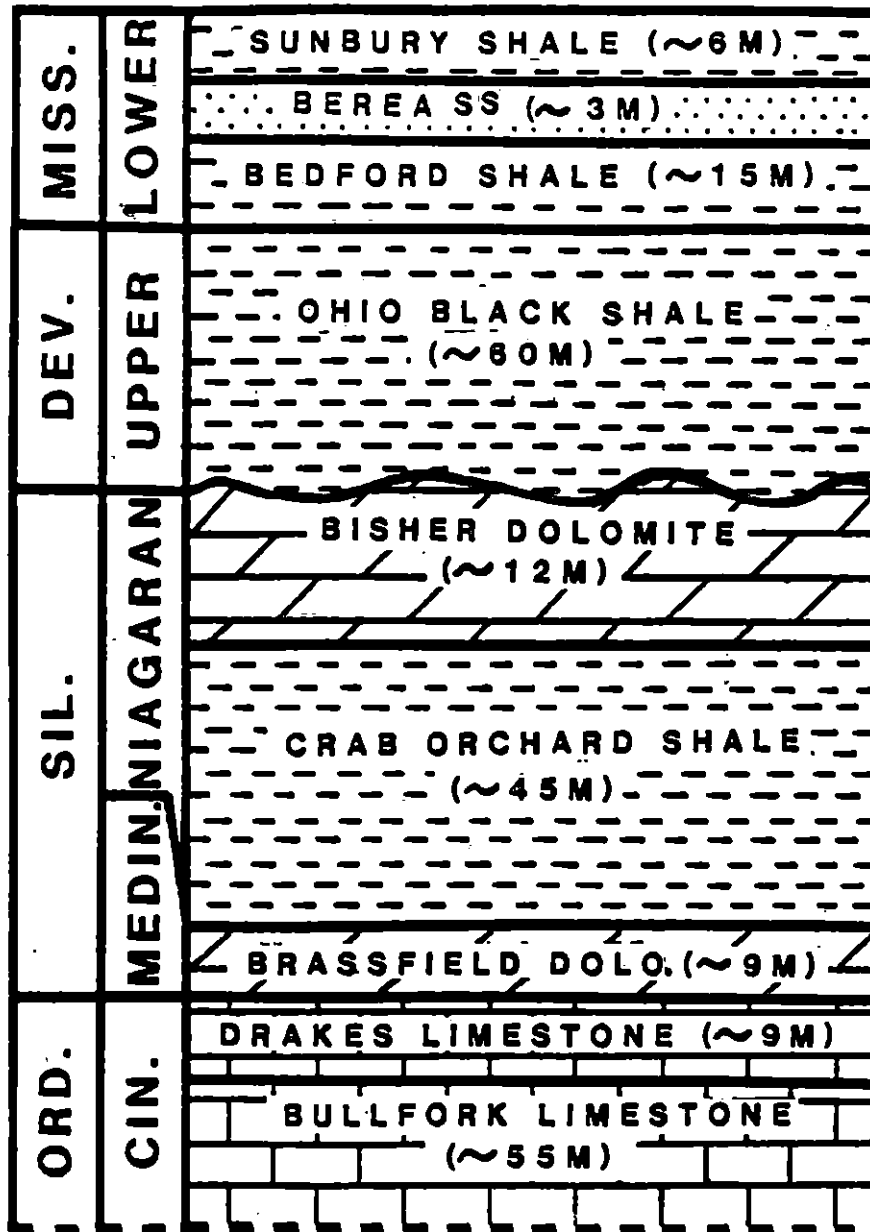 MISS.
LOWER
SUNBURY SHALE (~6M)
BEREA SS (~3M)
BEDFORD SHALE (~15M)
DEV.
UPPER
OHIO BLACK SHALE
(~60M)
SIL.
NIAGARAN
BISHER DOLOMITE
(~12M)
CRAB ORCHARD SHALE
(~45M)
MEDIN.
BRASSFIELD DOLO. (~9M)
ORD.
CIN.
DRAKES LIMESTONE (~9M)
BULLFORK LIMESTONE
(~55M)